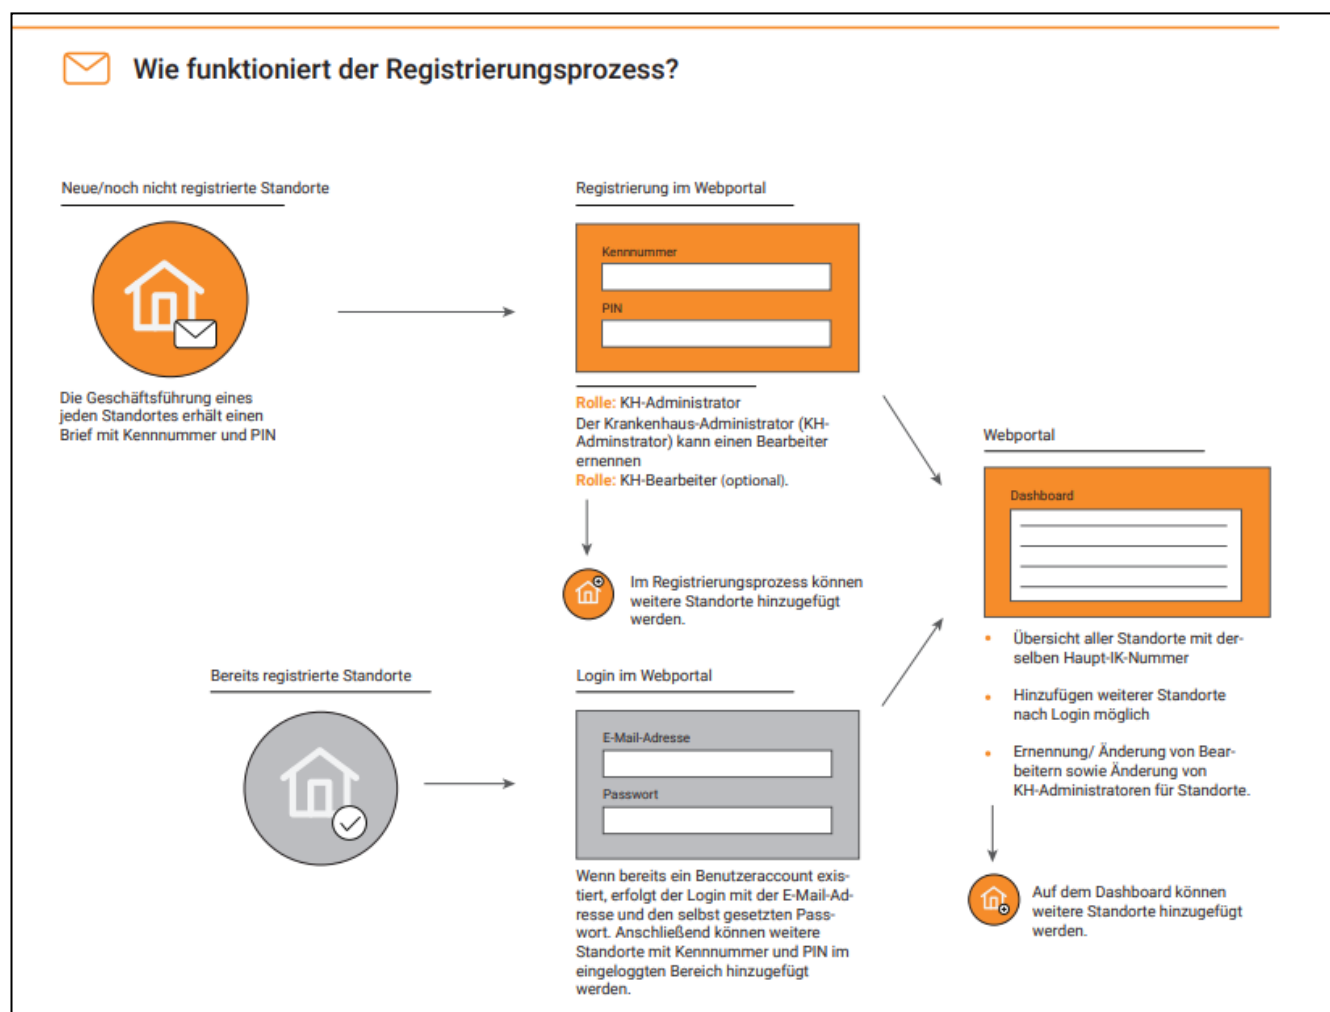 Wie funktioniert der Registrierungsprozess?
Neue/noch nicht registrierte Standorte
Die Geschäftsführung eines
jeden Standortes erhält einen
Brief mit Kennnummer und PIN
Registrierung im Webportal
Kennnummer
PIN
Rolle: KH-Administrator
Der Krankenhaus-Administrator (KH-
Adminstrator) kann einen Bearbeiter
ernennen
Rolle: KH-Bearbeiter (optional).
Im Registrierungsprozess können
weitere Standorte hinzugefügt
werden.
Bereits registrierte Standorte
Login im Webportal
E-Mail-Adresse
Passwort
Wenn bereits ein Benutzeraccount exis-
tiert, erfolgt der Login mit der E-Mail-Ad-
resse und den selbst gesetzten Pass-
wort. Anschließend können weitere
Standorte mit Kennnummer und PIN im
eingeloggten Bereich hinzugefügt
werden.
Webportal
Dashboard
• Übersicht aller Standorte mit der-
selben Haupt-IK-Nummer
• Hinzufügen weiterer Standorte
nach Login möglich
• Ernennung/ Änderung von Bear-
beitern sowie Änderung von
KH-Administratoren für Standorte.
Auf dem Dashboard können
weitere Standorte hinzugefügt
werden.